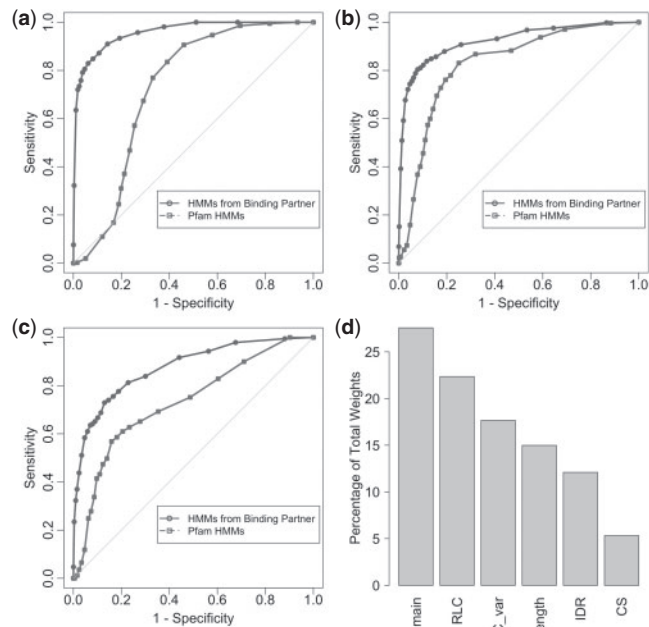 (a)
1.0
0.8
0.6
0.4
0.2
0.0
Sensitivity
HMMs from Binding Partner
Pfam HMMs
0.0 0.2 0.4 0.6 0.8 1.0
1 - Specificity
(b)
1.0
0.8
0.6
0.4
0.2
0.0
Sensitivity
HMMs from Binding Partner
Pfam HMMs
0.0 0.2 0.4 0.6 0.8 1.0
1 - Specificity
(c)
1.0
0.8
0.6
0.4
0.2
0.0
Sensitivity
HMMs from Binding Partner
Pfam HMMs
0.0 0.2 0.4 0.6 0.8 1.0
1 - Specificity
(d)
25
20
15
10
5
0
Percentage of Total Weights
main
RLC
C_var
ength
IDR
CS